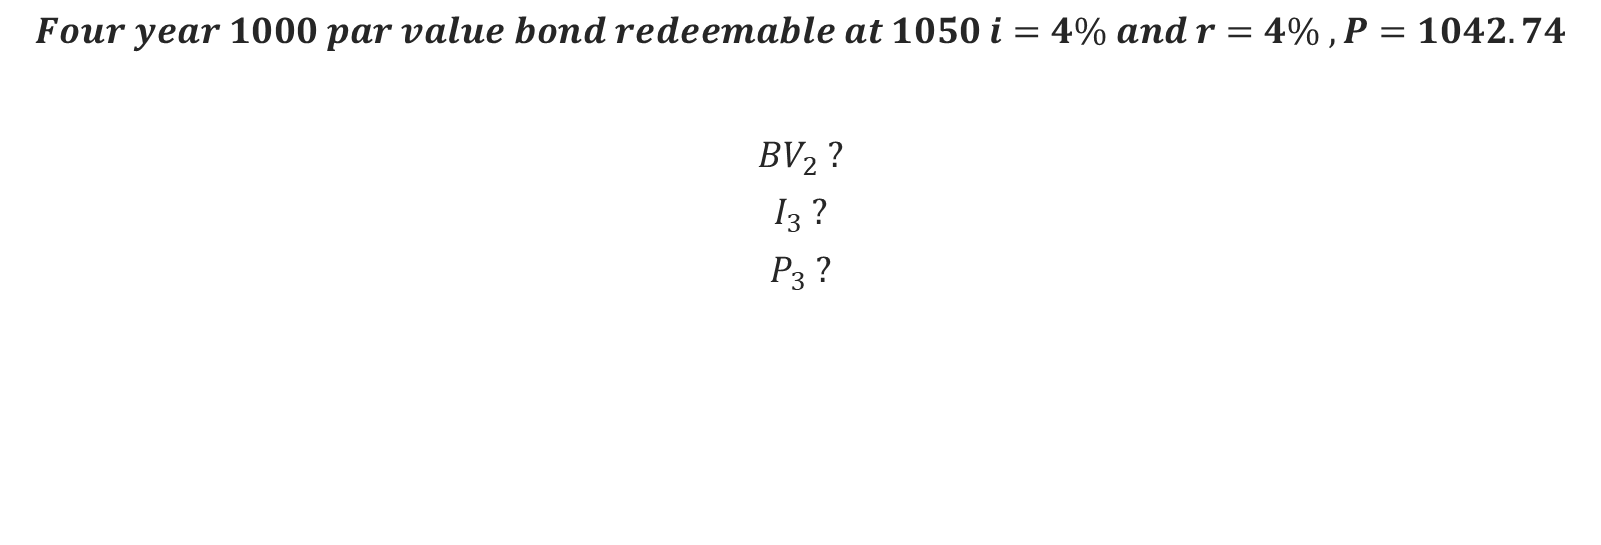 Four year 1000 par value bond redeemable at 1050 i = 4% and r = 4% , P = 1042.74
BV₂ ?
I₃ ?
P₃ ?